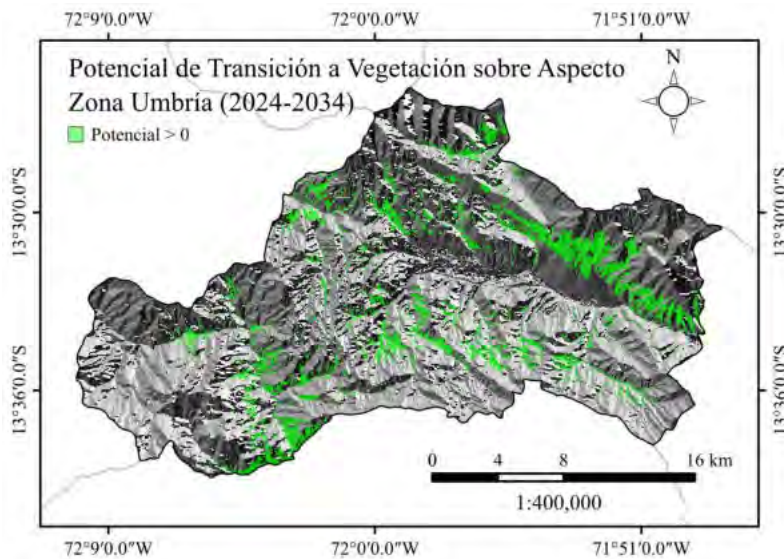 72°9'0.0"W 72°0'0.0"W 71°51'0.0"W
Potencial de Transición a Vegetación sobre Aspecto
Zona Umbría (2024-2034)
Potencial > 0
N
13°30'0.0"S 13°30'0.0"S
13°36'0.0"S 13°36'0.0"S
0 4 8 16 km
1:400,000
72°9'0.0"W 72°0'0.0"W 71°51'0.0"W